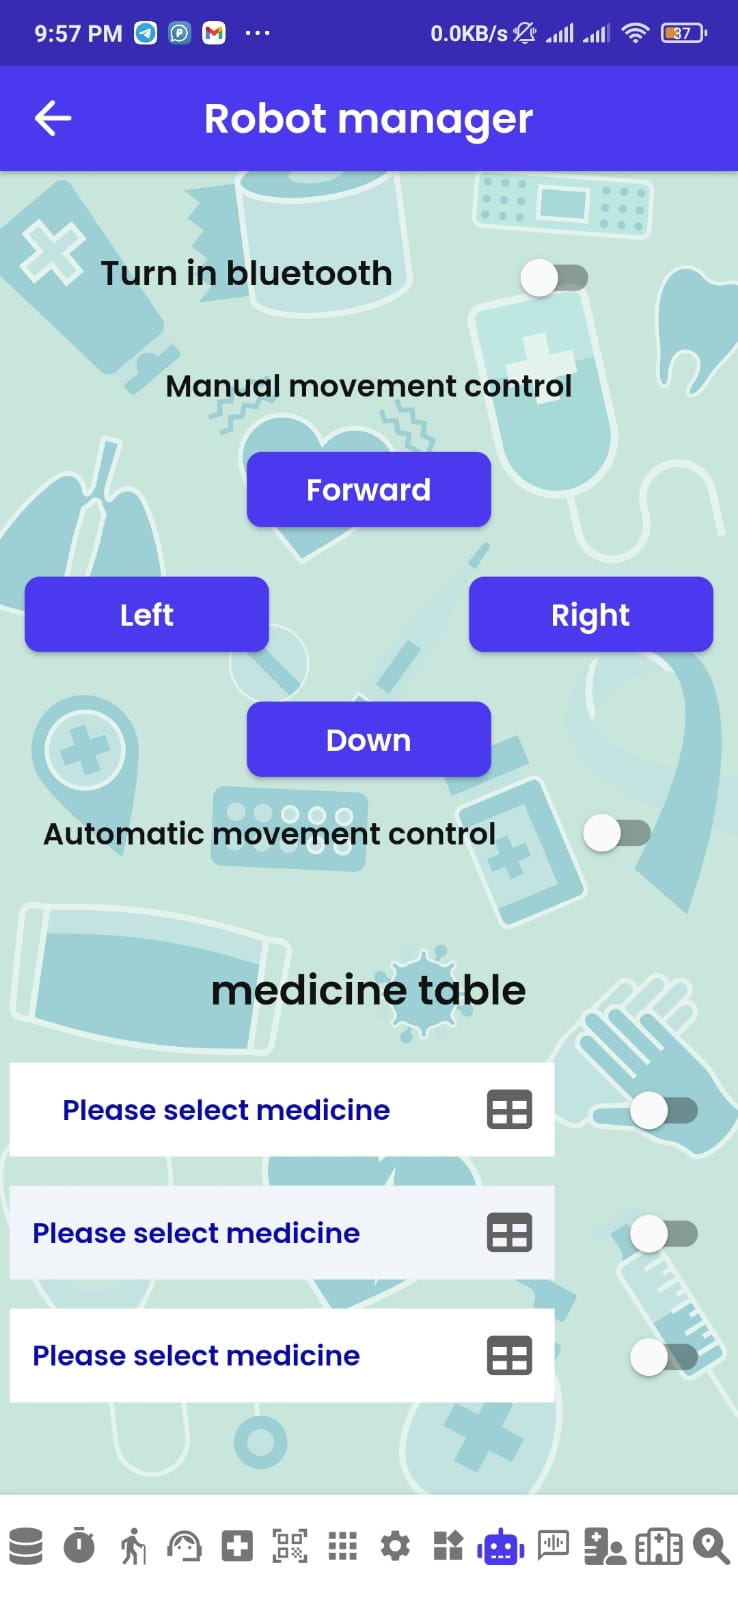 9:57 PM ... 0.0KB/s 37
Robot manager
Turn in bluetooth
Manual movement control
Forward
Left Right
Down
Automatic movement control
medicine table
Please select medicine
Please select medicine
Please select medicine